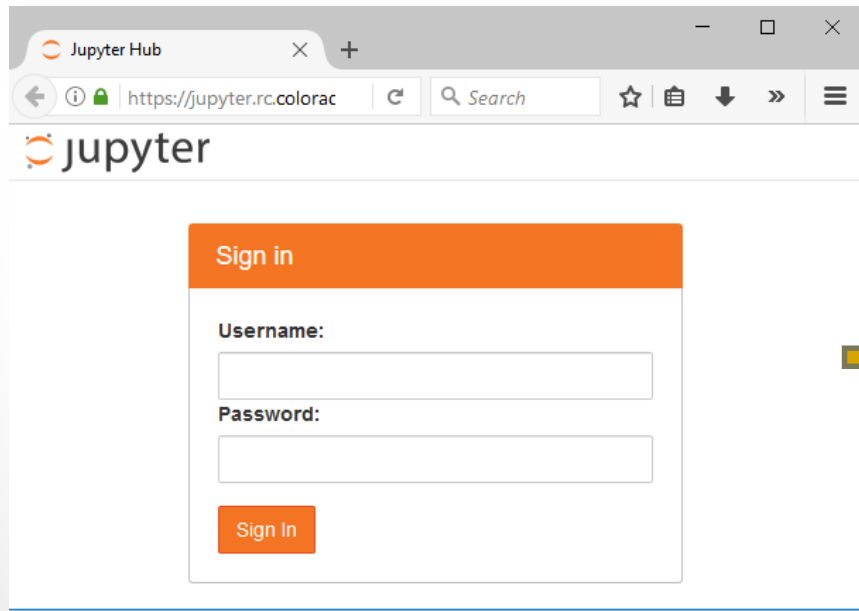 Jupyter Hub
https://jupyter.rc.colorac
Search
jupyter
Sign in
Username:
Password:
Sign In